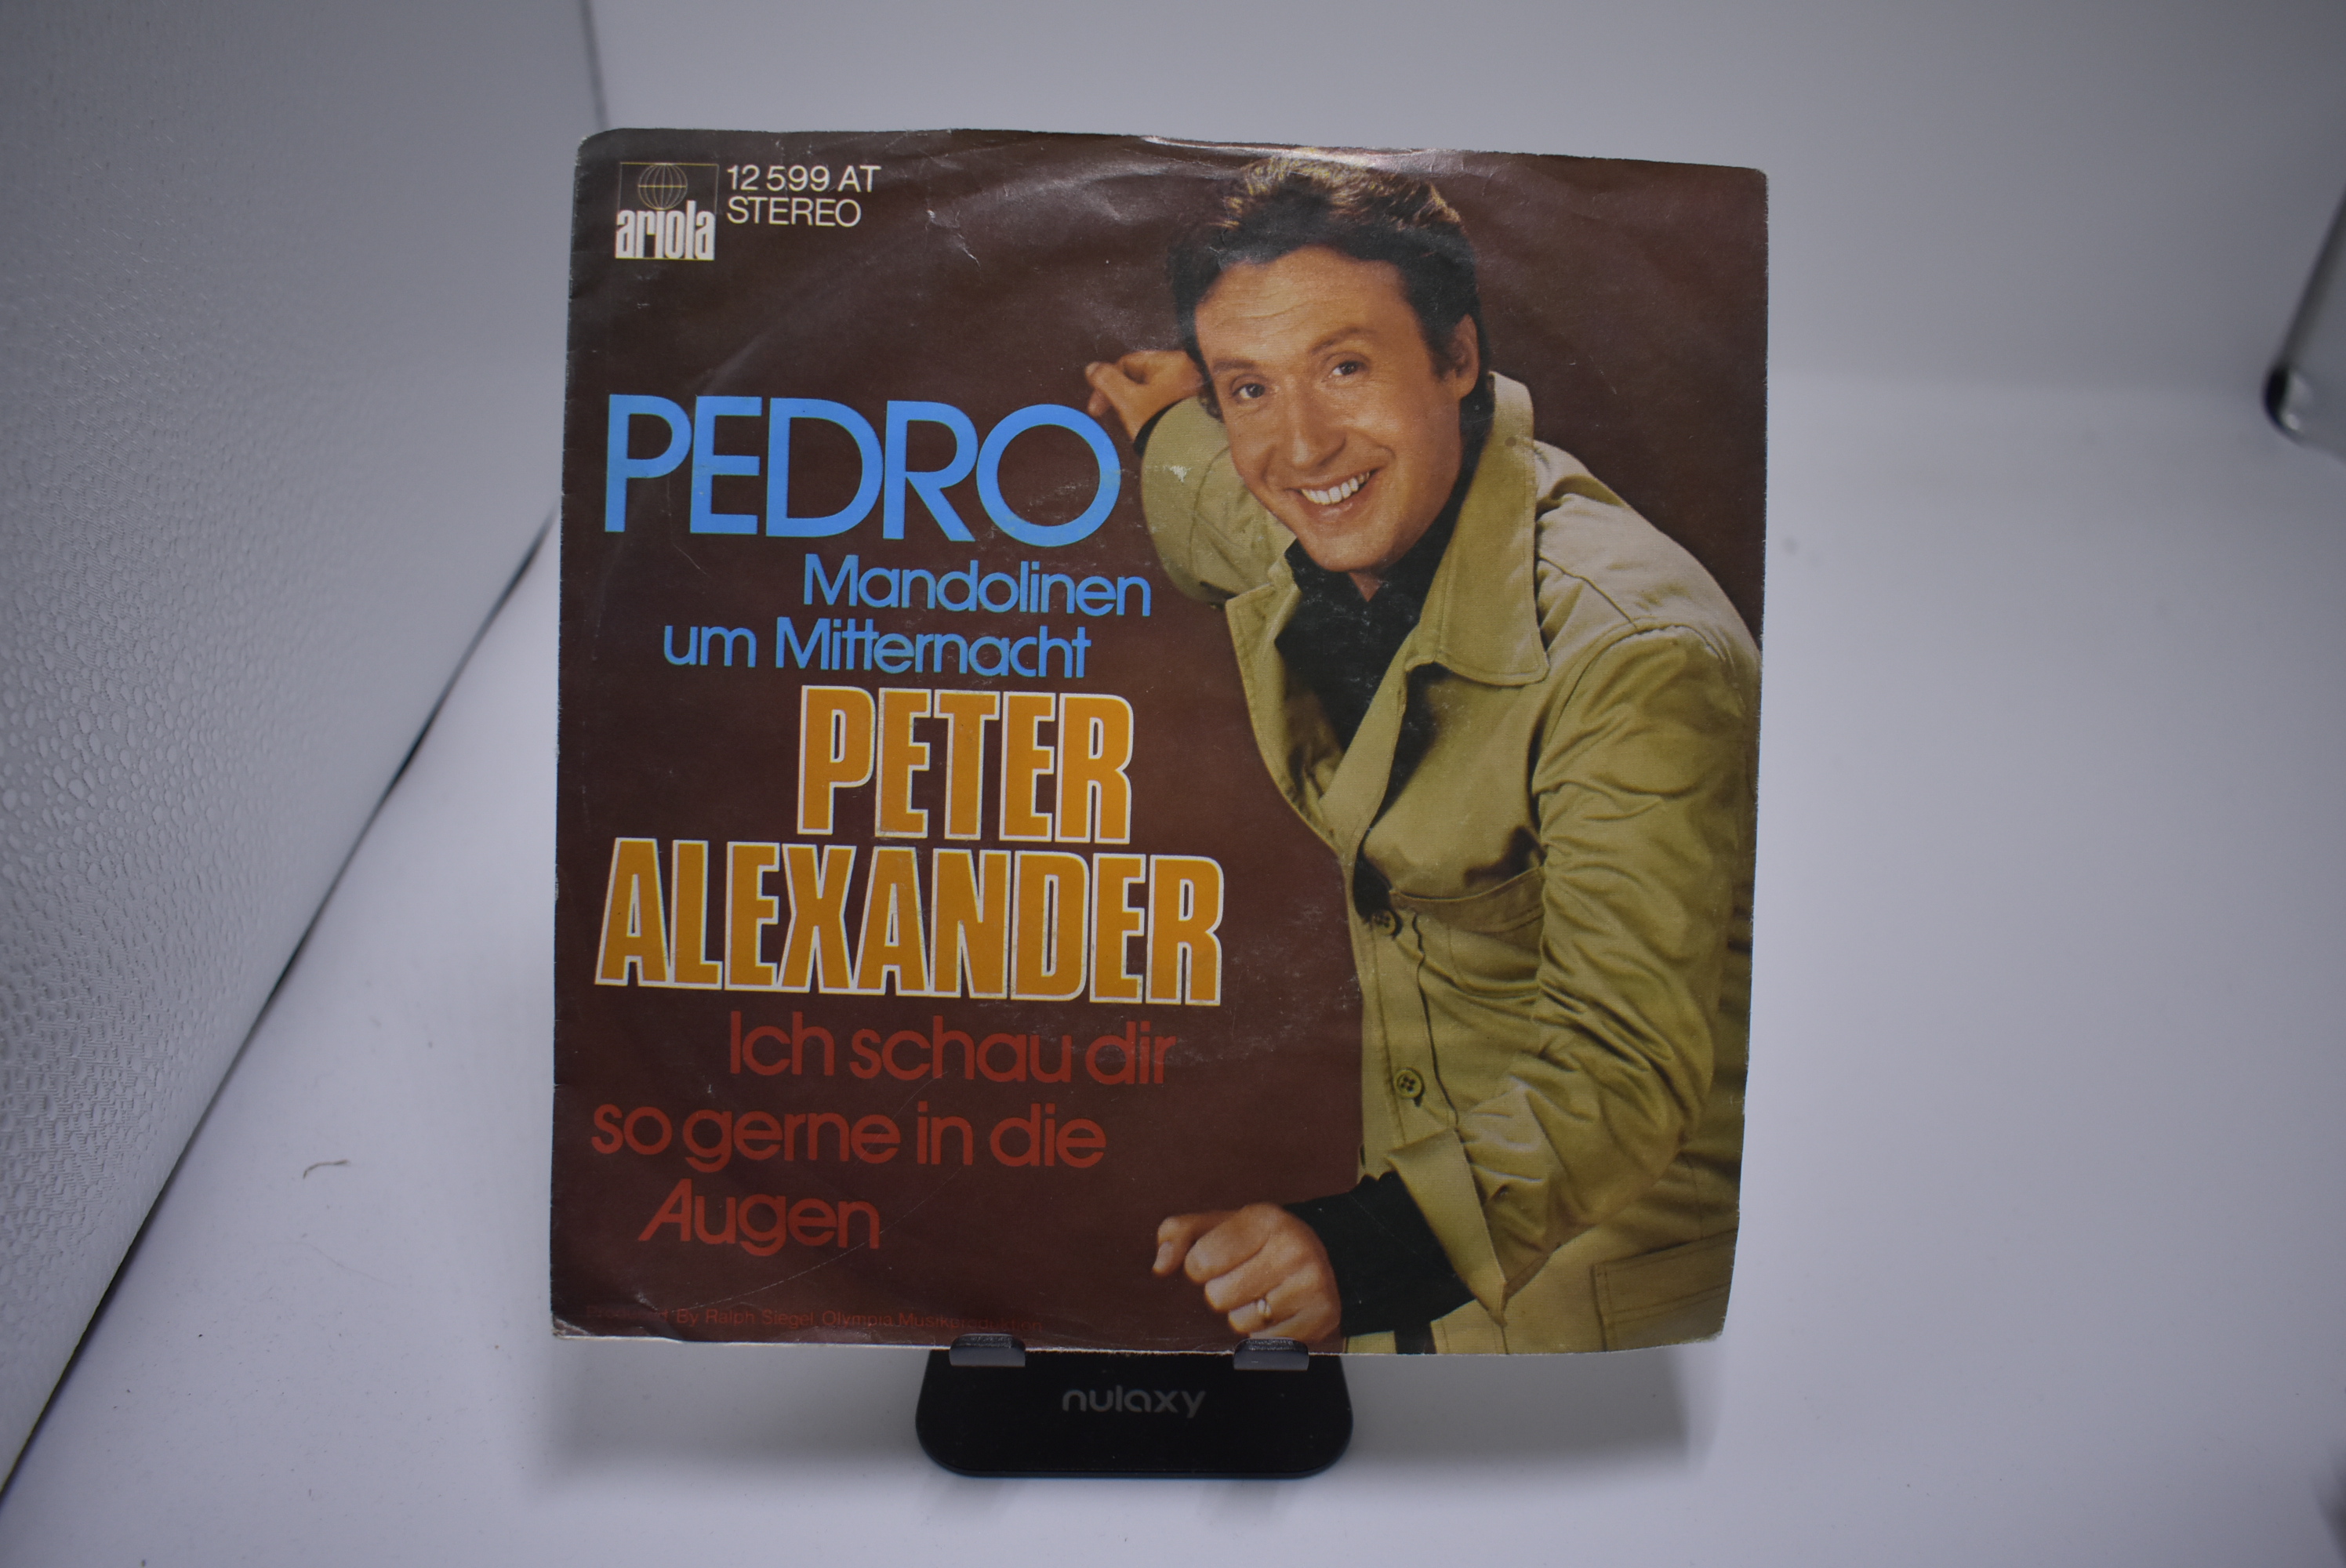 ariola
12 599 AT
STEREO
PEDRO
Mandolinen
um Mitternacht
PETER
ALEXANDER
Ich schau dir
so gerne in die
Augen
By Ralph Siegel Olympia Musikproduktion
nulaxy